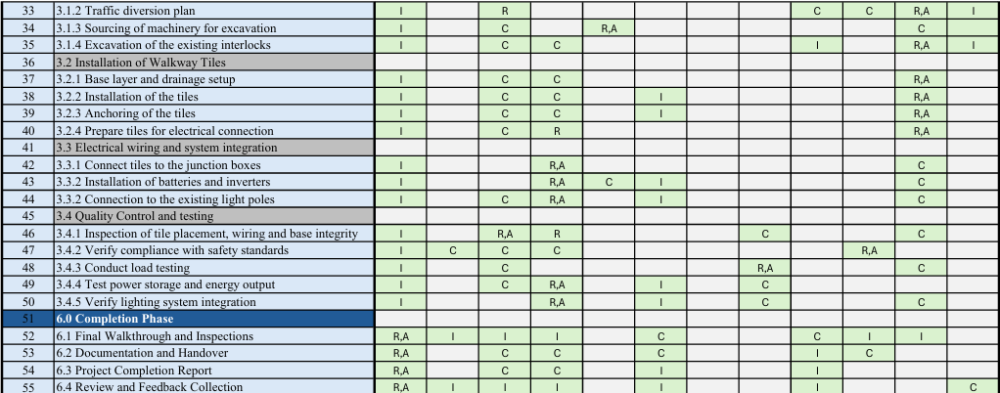 33 3.1.2 Traffic diversion plan I R C C R,A I
34 3.1.3 Sourcing of machinery for excavation I C R,A C
35 3.1.4 Excavation of the existing interlocks I C C I R,A I
36 3.2 Installation of Walkway Tiles
37 3.2.1 Base layer and drainage setup I C C R,A
38 3.2.2 Installation of the tiles I C C I R,A
39 3.2.3 Anchoring of the tiles I C C I R,A
40 3.2.4 Prepare tiles for electrical connection I C R R,A
41 3.3 Electrical wiring and system integration
42 3.3.1 Connect tiles to the junction boxes I R,A C
43 3.3.2 Installation of batteries and inverters I R,A C I C
44 3.3.2 Connection to the existing light poles I C R,A I C
45 3.4 Quality Control and testing
46 3.4.1 Inspection of tile placement, wiring and base integrity I R,A R C C
47 3.4.2 Verify compliance with safety standards I C C C R,A
48 3.4.3 Conduct load testing I C R,A C
49 3.4.4 Test power storage and energy output I C R,A I C
50 3.4.5 Verify lighting system integration I R,A I C C
51 6.0 Completion Phase
52 6.1 Final Walkthrough and Inspections R,A I I I C C I I
53 6.2 Documentation and Handover R,A C C C I C
54 6.3 Project Completion Report R,A C C I I
55 6.4 Review and Feedback Collection R,A I I I I I C